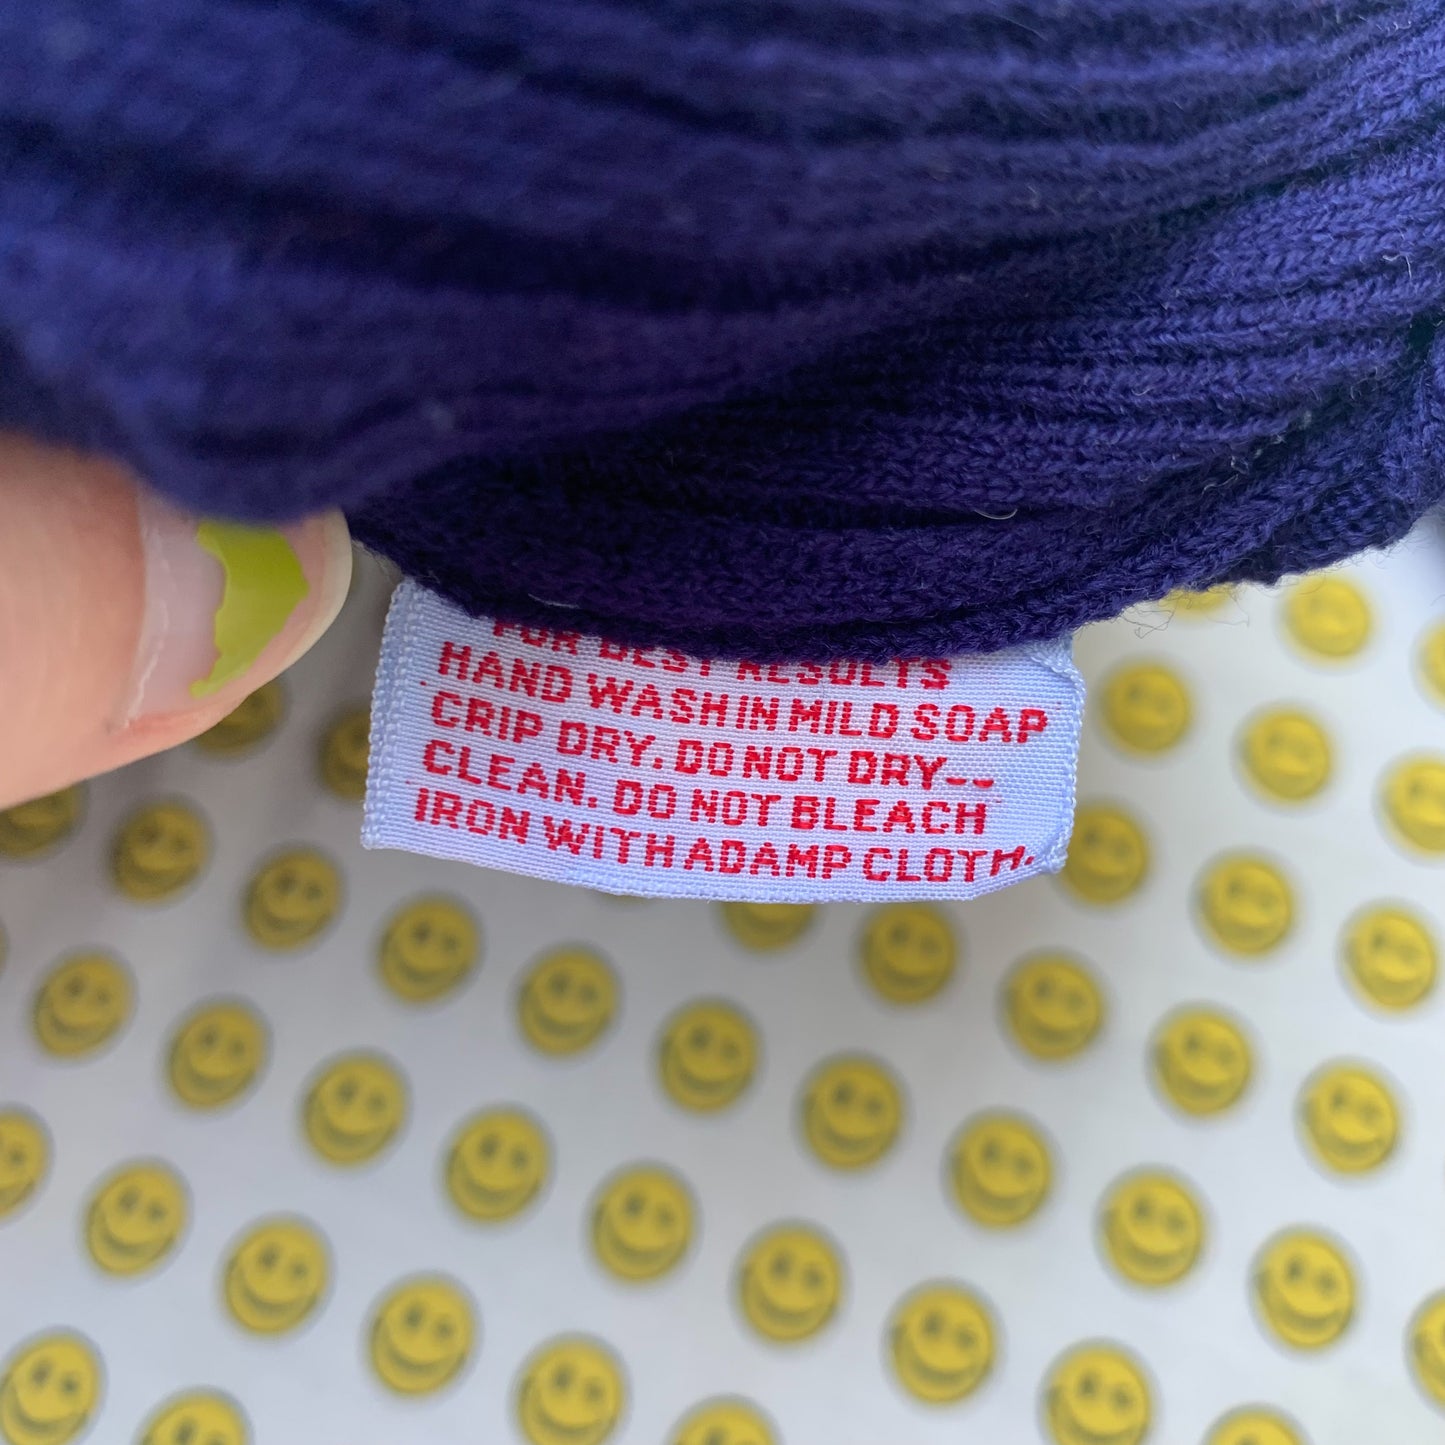 FOR BEST RESULTS
HAND WASH IN MILD SOAP
CRIP DRY. DO NOT DRY--
CLEAN. DO NOT BLEACH
IRON WITH ADAMP CLOTH.